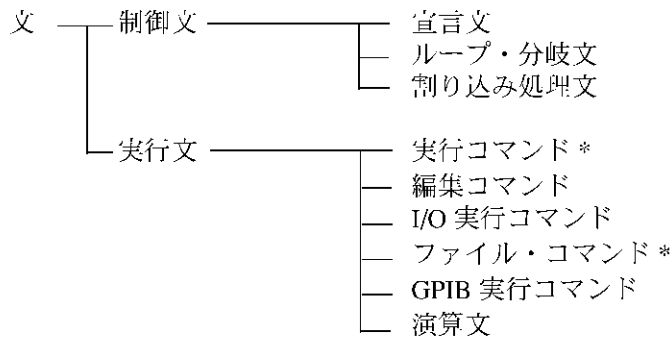 文 制御文 宣言文
ループ・分岐文
割り込み処理文
実行文 実行コマンド *
編集コマンド
I/O 実行コマンド
ファイル・コマンド *
GPIB 実行コマンド
演算文